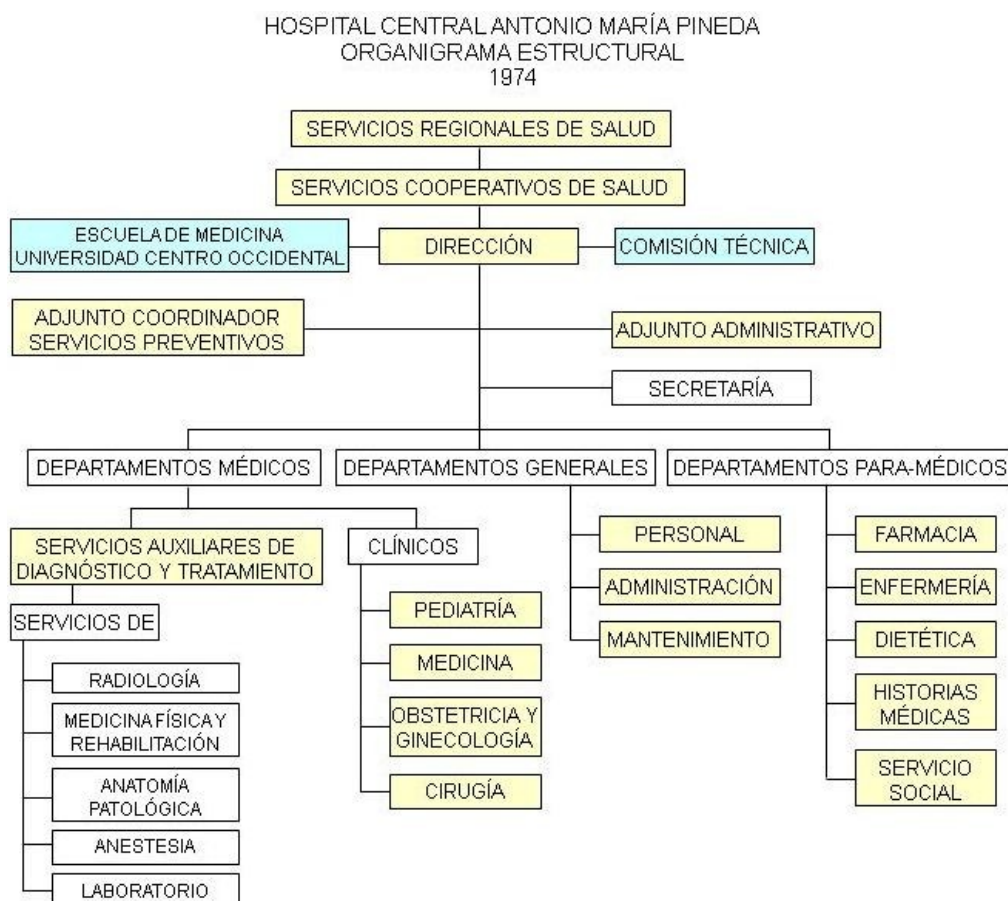 HOSPITAL CENTRAL ANTONIO MARÍA PINEDA
ORGANIGRAMA ESTRUCTURAL
1974
SERVICIOS REGIONALES DE SALUD
SERVICIOS COOPERATIVOS DE SALUD
ESCUELA DE MEDICINA
UNIVERSIDAD CENTRO OCCIDENTAL
DIRECCIÓN
COMISIÓN TÉCNICA
ADJUNTO COORDINADOR
SERVICIOS PREVENTIVOS
ADJUNTO ADMINISTRATIVO
SECRETARÍA
DEPARTAMENTOS MÉDICOS
DEPARTAMENTOS GENERALES
DEPARTAMENTOS PARA-MÉDICOS
SERVICIOS AUXILIARES DE
DIAGNÓSTICO Y TRATAMIENTO
SERVICIOS DE
RADIOLOGÍA
MEDICINA FÍSICA Y
REHABILITACIÓN
ANATOMÍA
PATOLÓGICA
ANESTESIA
LABORATORIO
CLÍNICOS
PEDIATRÍA
MEDICINA
OBSTETRICIA Y
GINECOLOGÍA
CIRUGÍA
PERSONAL
ADMINISTRACIÓN
MANTENIMIENTO
FARMACIA
ENFERMERÍA
DIETÉTICA
HISTORIAS
MÉDICAS
SERVICIO
SOCIAL